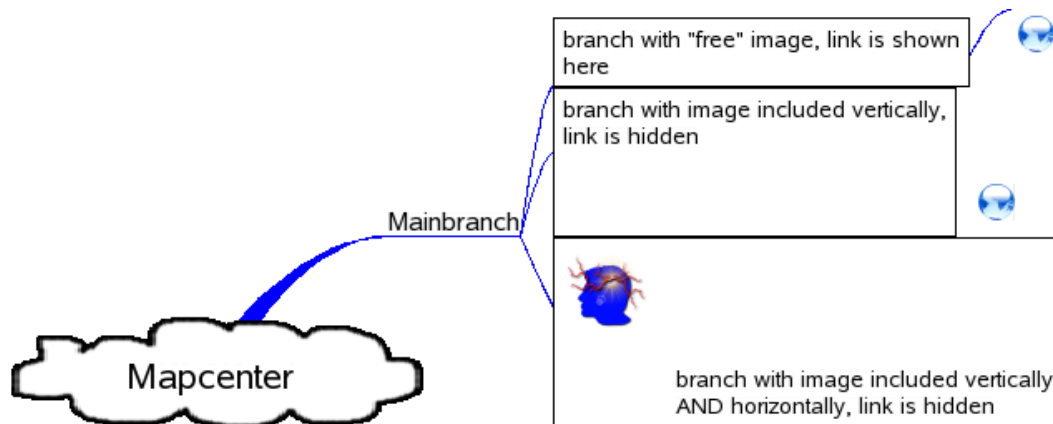 branch with "free" image, link is shown
here
branch with image included vertically,
link is hidden
Mainbranch
Mapcenter
branch with image included vertically
AND horizontally, link is hidden